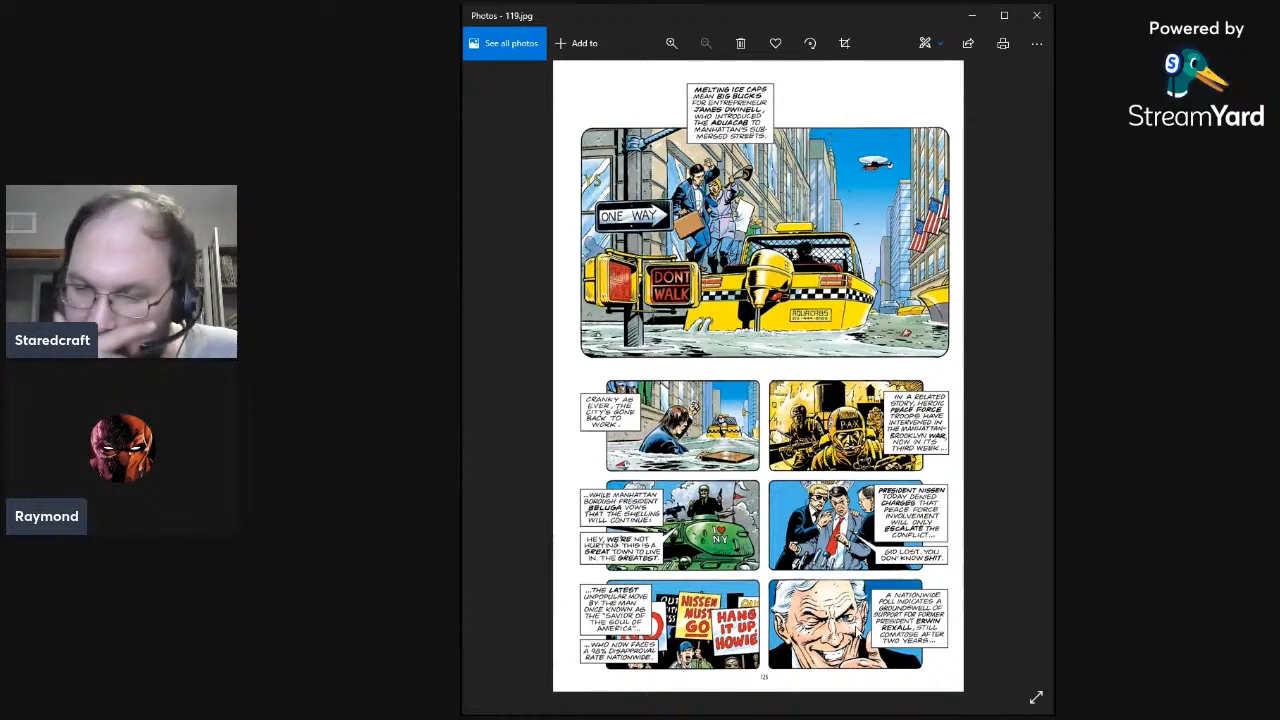 Photos - 119.jpg
See all photos
Add to
Powered by
S
StreamYard
Staredcraft
Raymond
MELTING ICE CAPS
MEAN BIG BUCKS
FOR ENTREPRENEUR
JAMES DWINELL,
WHO INTRODUCED
THE AQUACAB TO
MANHATTAN'S SUB-
MERGED STREETS.
ONE WAY
DONT
WALK
AQUACABS
CRANKY AS
EVER, THE
CITY'S GONE
BACK TO
WORK.
IN A RELATED
STORY, HEROIC
PEACE FORCE
TROOPS HAVE
INTERVENED IN
THE MANHATTAN-
BROOKLYN WAR,
NOW IN ITS
THIRD WEEK...
PAX
...WHILE MANHATTAN
BOROUGH PRESIDENT
BELUGA VOWS
THAT THE SHELLING
WILL CONTINUE:
HEY, WE'RE NOT
HURTING. THIS IS A
GREAT TOWN TO LIVE
IN. THE GREATEST.
I
NY
PRESIDENT NISSEN
TODAY DENIED
CHARGES THAT
PEACE FORCE
INVOLVEMENT
WILL ONLY
ESCALATE THE
CONFLICT...
GID LOST. YOU
DON' KNOW SHIT.
...THE LATEST
UNPOPULAR MOVE
BY THE MAN
ONCE KNOWN AS
THE "SAVIOR OF
THE SOUL OF
AMERICA"...
...WHO NOW FACES
A 98% DISAPPROVAL
RATE NATIONWIDE.
NISSEN
MUST
GO
HANG
IT UP,
HOWIE
A NATIONWIDE
POLL INDICATES A
GROUNDSWELL OF
SUPPORT FOR FORMER
PRESIDENT ERWIN
REXALL, STILL
COMATOSE AFTER
TWO YEARS...
125